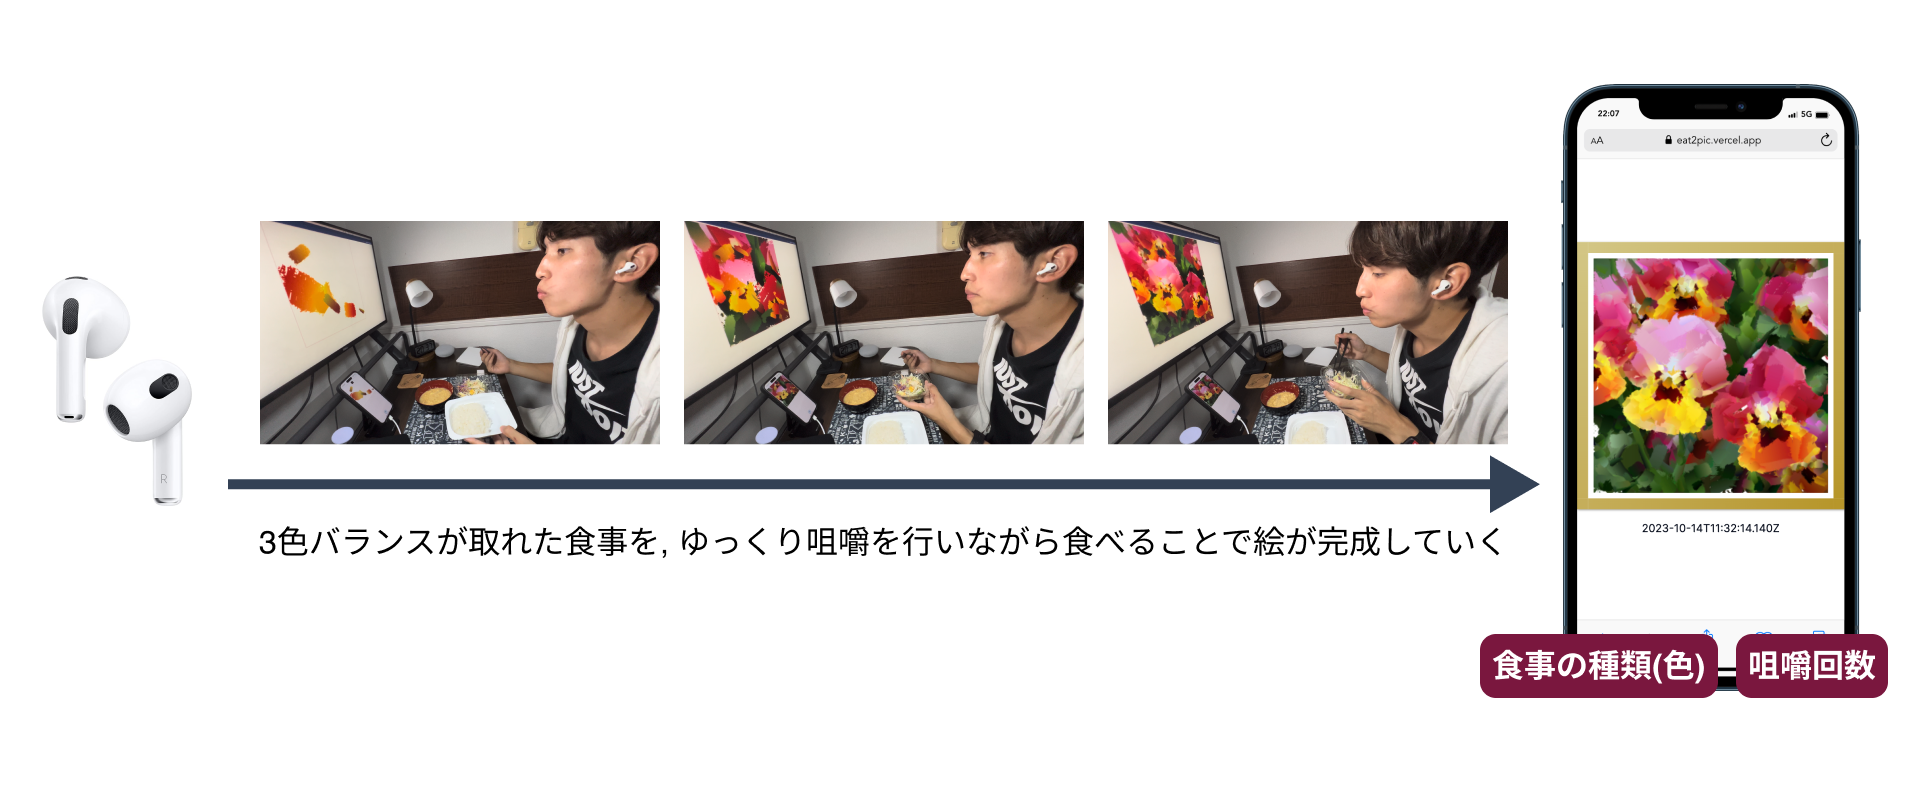 22:07
5G
AA
eat2pic.vercel.app
R
JUST
2023-10-14T11:32:14.140Z
3色バランスが取れた食事を, ゆっくり咀嚼を行いながら食べることで絵が完成していく
食事の種類(色)
咀嚼回数